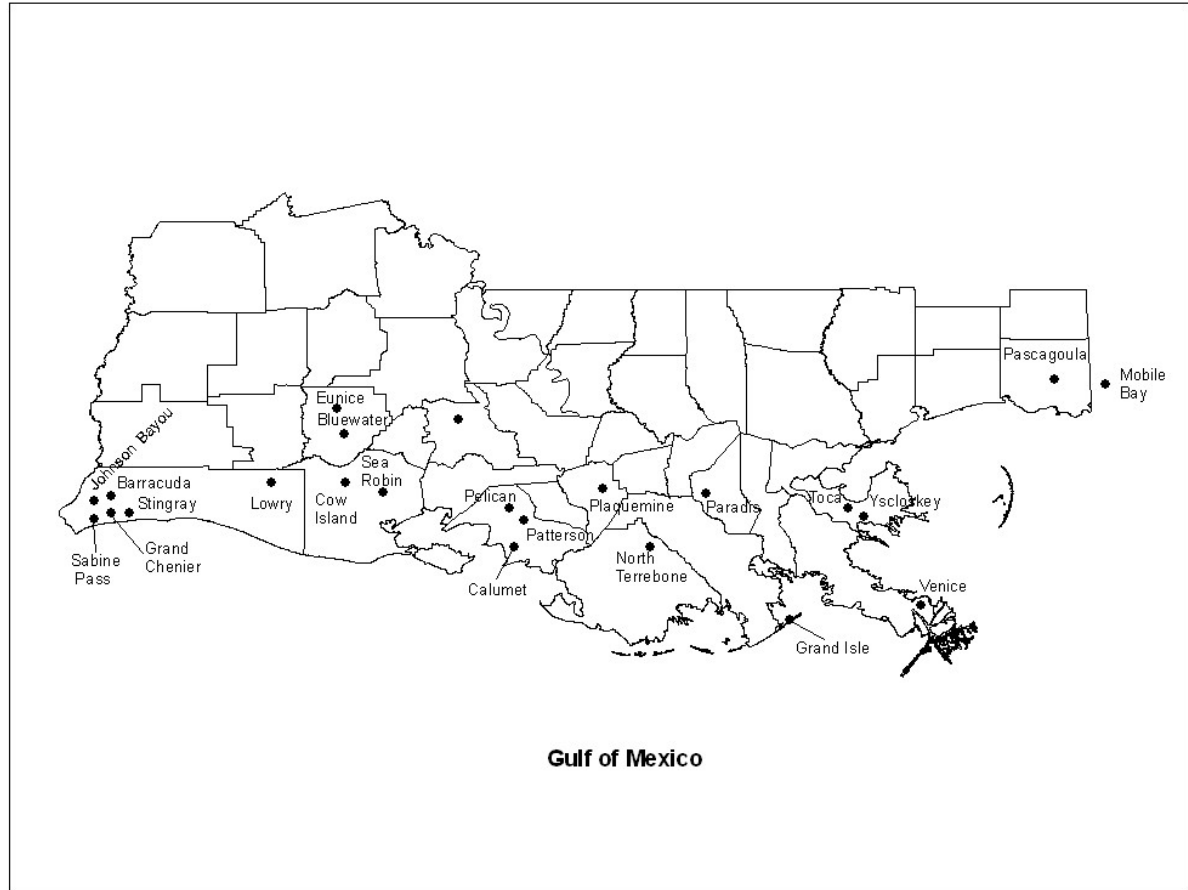 Pascagoula
Mobile
Bay
Eunice
Bluewater
Johnson Bayou
Barracuda
Stingray
Lowry
Sea
Robin
Cow
Island
Pelican
Patterson
Plaquemine
Paradis
Toca
Yscloskey
Sabine
Pass
Grand
Chenier
Calumet
North
Terrebone
Venice
Grand Isle
Gulf of Mexico